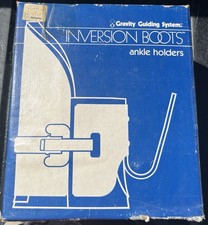 Gravity Guiding System:
"INVERSION BOOTS"
ankle holders